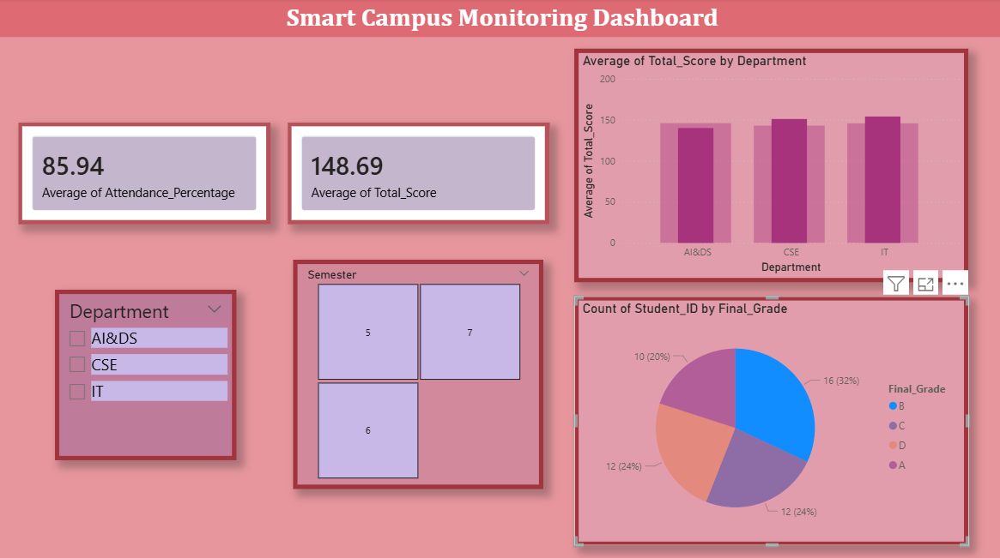 Smart Campus Monitoring Dashboard
85.94
Average of Attendance_Percentage
148.69
Average of Total_Score
Department
AI&DS
CSE
IT
Semester
5
7
6
Average of Total_Score by Department
200
150
100
50
0
Average of Total_Score
AI&DS CSE IT
Department
Count of Student_ID by Final_Grade
10 (20%)
16 (32%)
12 (24%)
12 (24%)
Final_Grade
B
C
D
A